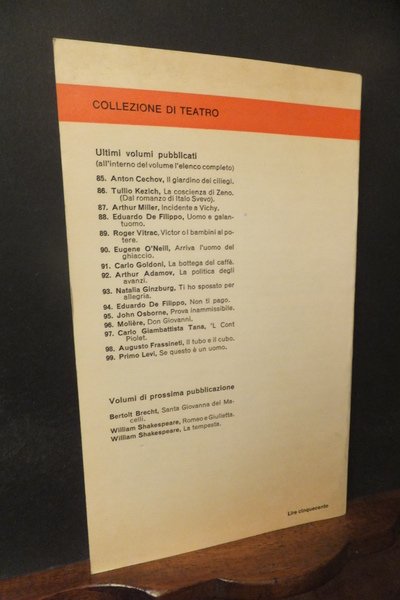 COLLEZIONE DI TEATRO
Ultimi volumi pubblicati
(all'interno del volume l'elenco completo)
85. Anton Cechov, Il giardino dei ciliegi.
86. Tullio Kezich, La coscienza di Zeno.
(Dal romanzo di Italo Svevo).
87. Arthur Miller, Incidente a Vichy.
88. Eduardo De Filippo, Uomo e galan-
tuomo.
89. Roger Vitrac, Victor o I bambini al po-
tere.
90. Eugene O'Neill, Arriva l'uomo del
ghiaccio.
91. Carlo Goldoni, La bottega del caffè.
92. Arthur Adamov, La politica degli
avanzi.
93. Natalia Ginzburg, Ti ho sposato per
allegria.
94. Eduardo De Filippo, Non ti pago.
95. John Osborne, Prova inammissibile.
96. Molière, Don Giovanni.
97. Carlo Giambattista Tana, 'L Cont
Piolet.
98. Augusto Frassineti, Il tubo e il cubo.
99. Primo Levi, Se questo è un uomo.
Volumi di prossima pubblicazione
Bertolt Brecht, Santa Giovanna dei Ma-
celli.
William Shakespeare, Romeo e Giulietta.
William Shakespeare, La tempesta.
Lire cinquecento